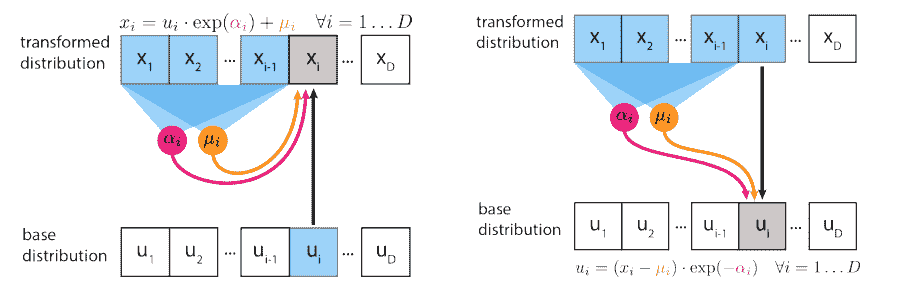 x_i = u_i · exp(α_i) + μ_i ∀i = 1 … D
transformed
distribution
x_1 x_2 ... x_{i-1} x_i ... x_D
α_i μ_i
base
distribution
u_1 u_2 ... u_{i-1} u_i ... u_D
transformed
distribution
x_1 x_2 ... x_{i-1} x_i ... x_D
α_i μ_i
base
distribution
u_1 u_2 ... u_{i-1} u_i ... u_D
u_i = (x_i − μ_i) · exp(−α_i) ∀i = 1 … D